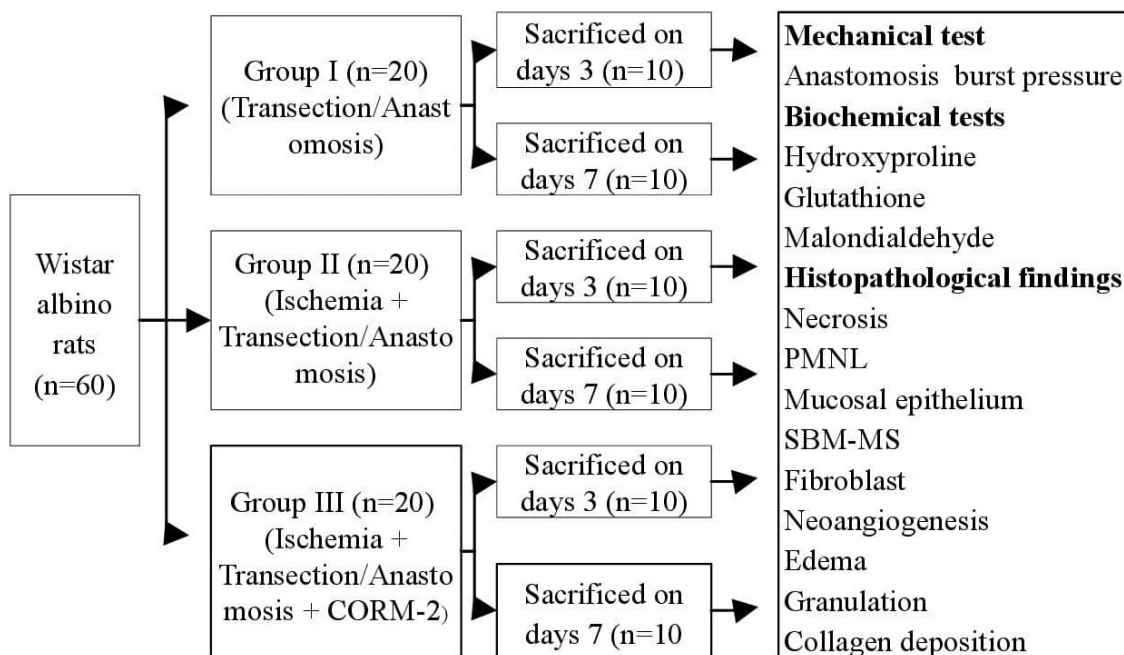 Wistar
albino
rats
(n=60)
Group I (n=20)
(Transection/Anast
omosis)
Sacrificed on
days 3 (n=10)
Sacrificed on
days 7 (n=10)
Group II (n=20)
(Ischemia +
Transection/Anasto
mosis)
Sacrificed on
days 3 (n=10)
Sacrificed on
days 7 (n=10)
Group III (n=20)
(Ischemia +
Transection/Anasto
mosis + CORM-2)
Sacrificed on
days 3 (n=10)
Sacrificed on
days 7 (n=10
Mechanical test
Anastomosis burst pressure
Biochemical tests
Hydroxyproline
Glutathione
Malondialdehyde
Histopathological findings
Necrosis
PMNL
Mucosal epithelium
SBM-MS
Fibroblast
Neoangiogenesis
Edema
Granulation
Collagen deposition